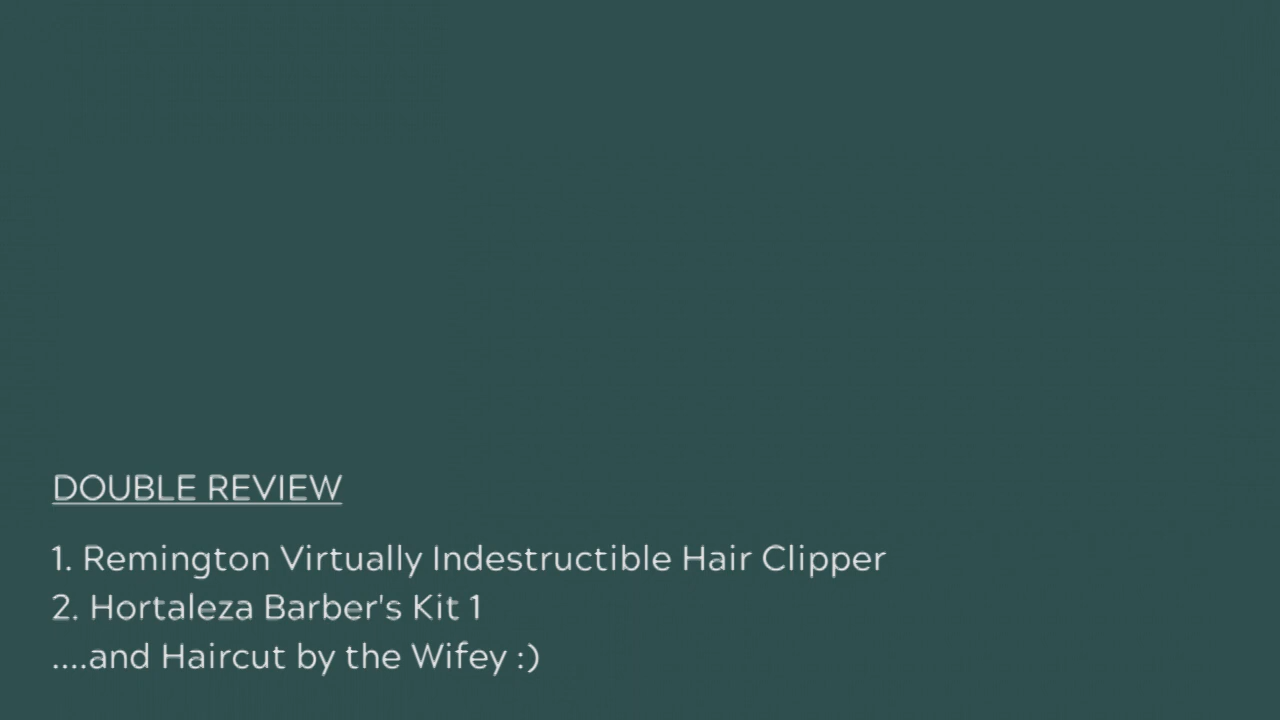 DOUBLE REVIEW
1. Remington Virtually Indestructible Hair Clipper
2. Hortaleza Barber's Kit 1
....and Haircut by the Wifey :)